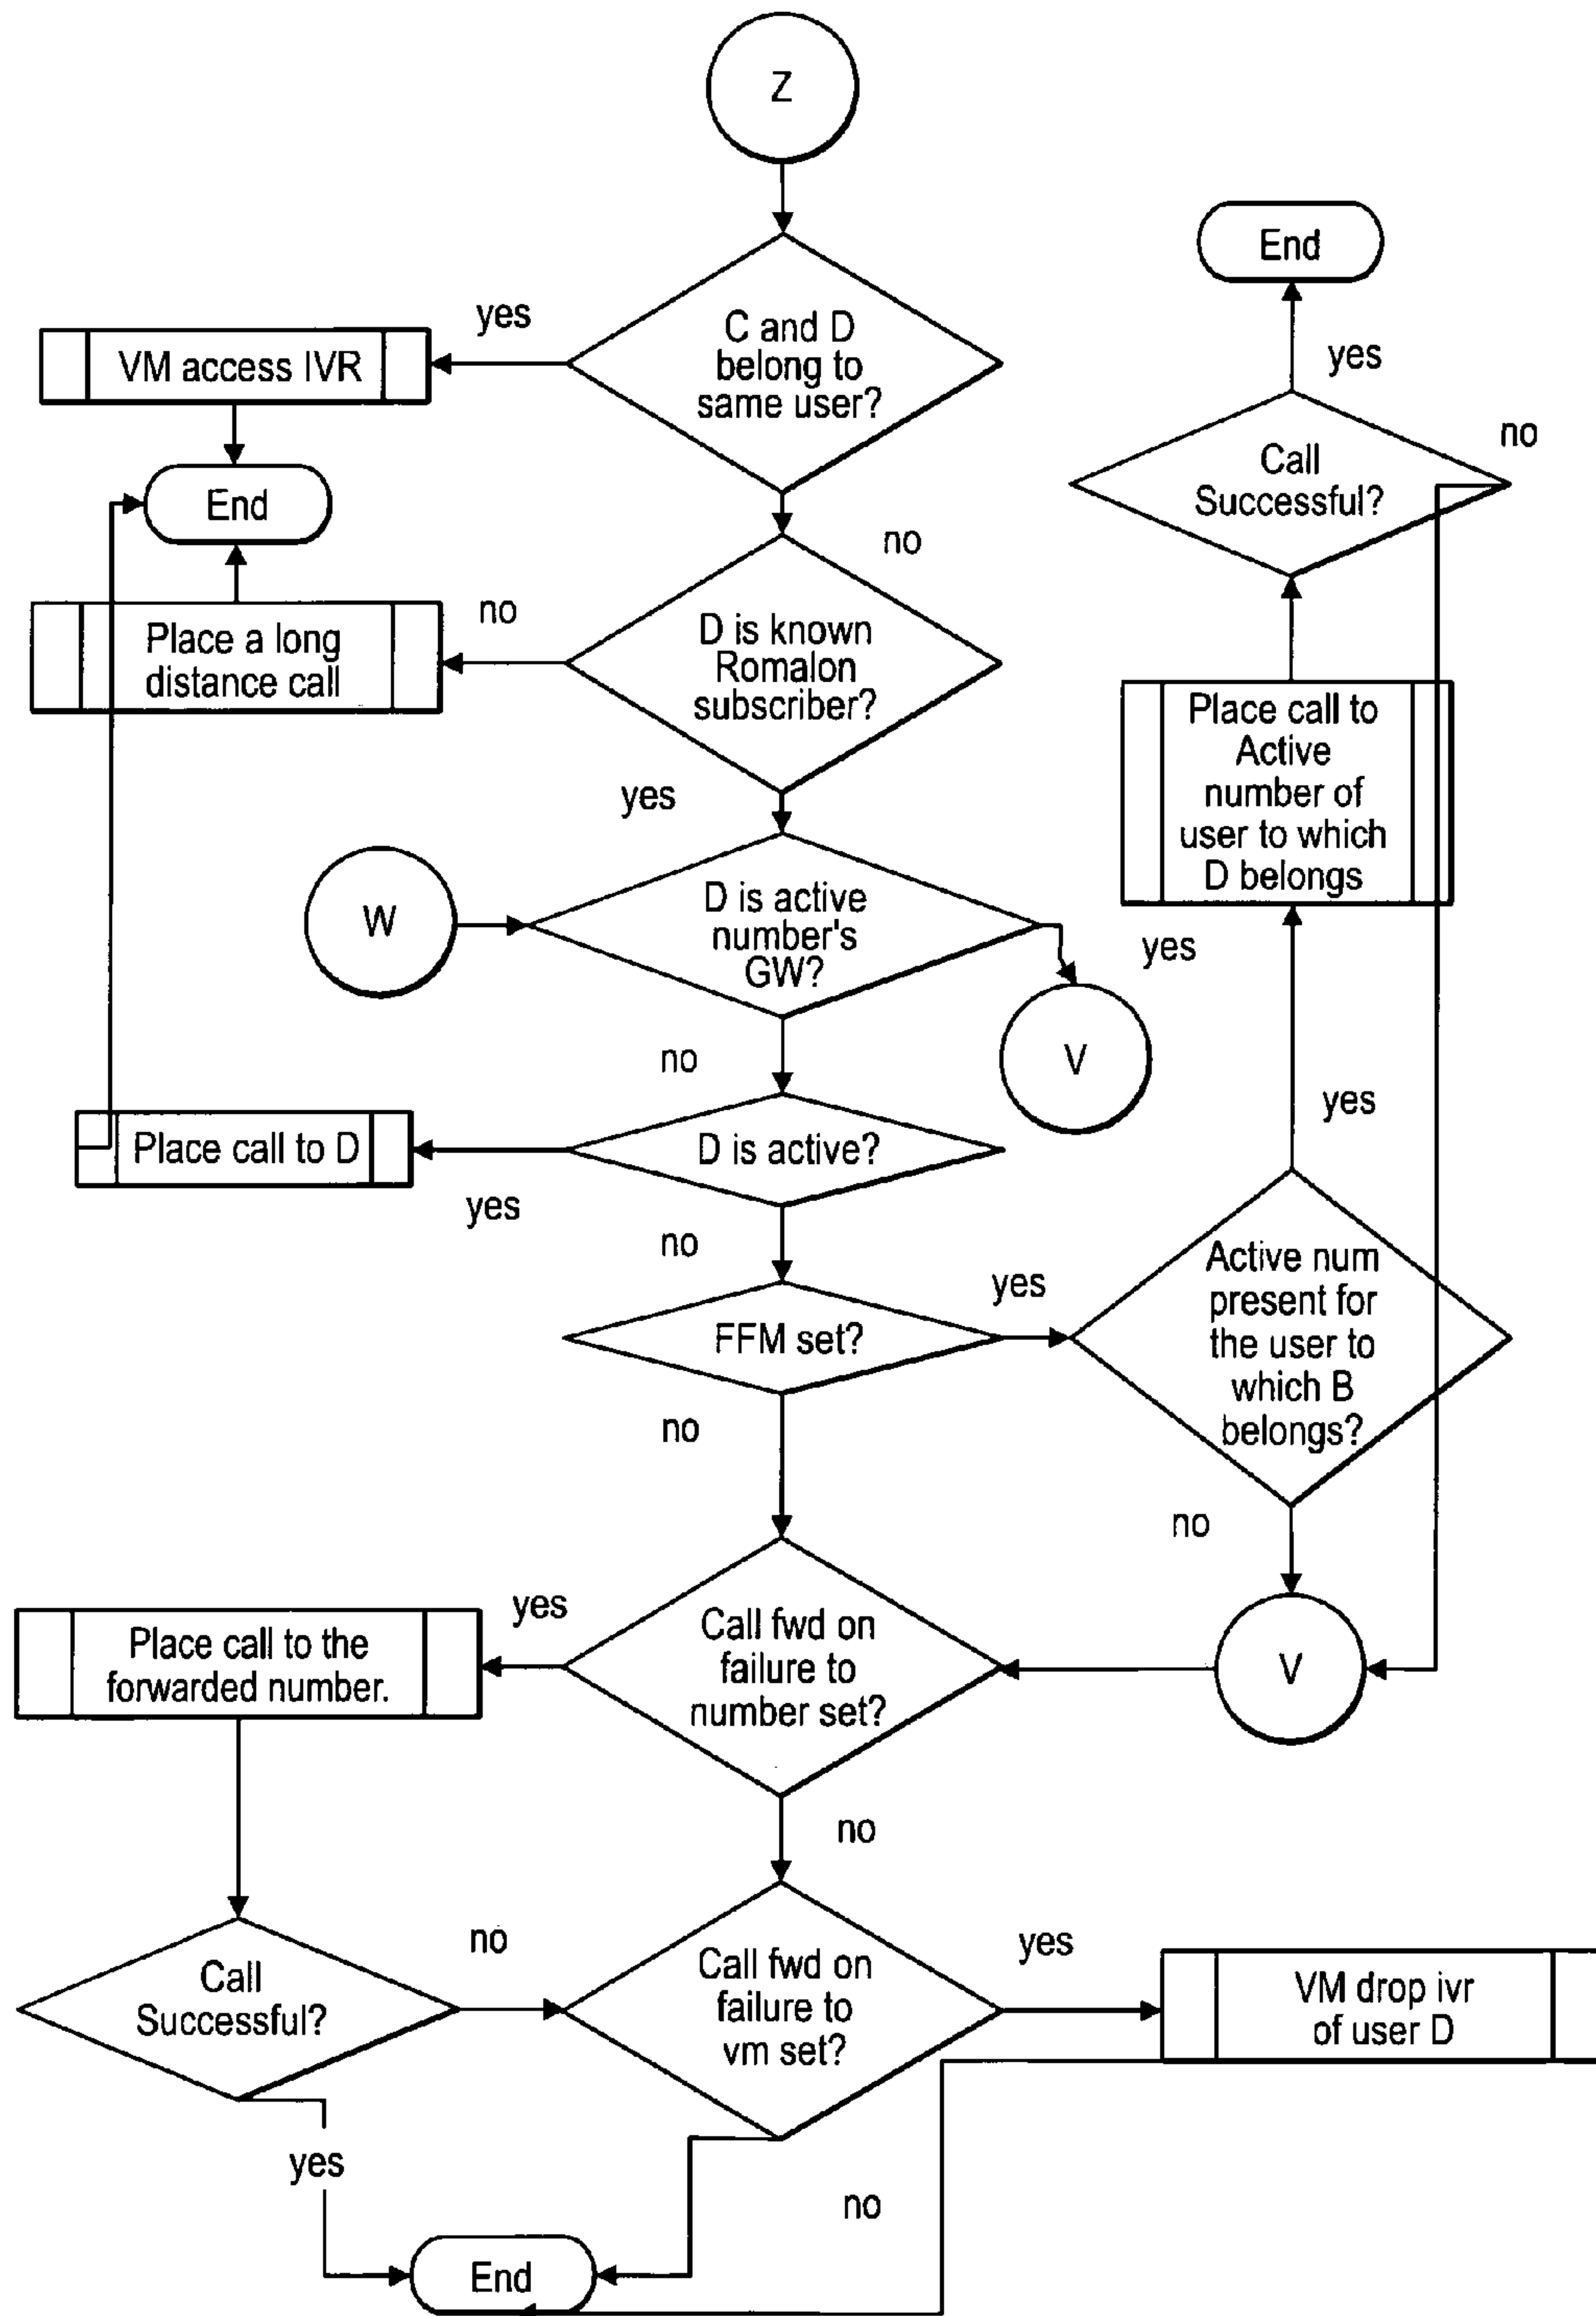 Z
End
yes
C and D
belong to
same user?
yes
VM access IVR
no
Call
Successful?
End
no
no
D is known
Romalon
subscriber?
Place a long
distance call
Place call to
Active
number of
user to which
D belongs
yes
W
D is active
number's
GW?
yes
V
no
yes
Place call to D
D is active?
yes
no
yes
Active num
present for
the user to
which B
belongs?
FFM set?
no
no
yes
Call fwd on
failure to
number set?
Place call to the
forwarded number.
V
no
no
yes
Call
Successful?
Call fwd on
failure to
vm set?
VM drop ivr
of user D
yes
no
End